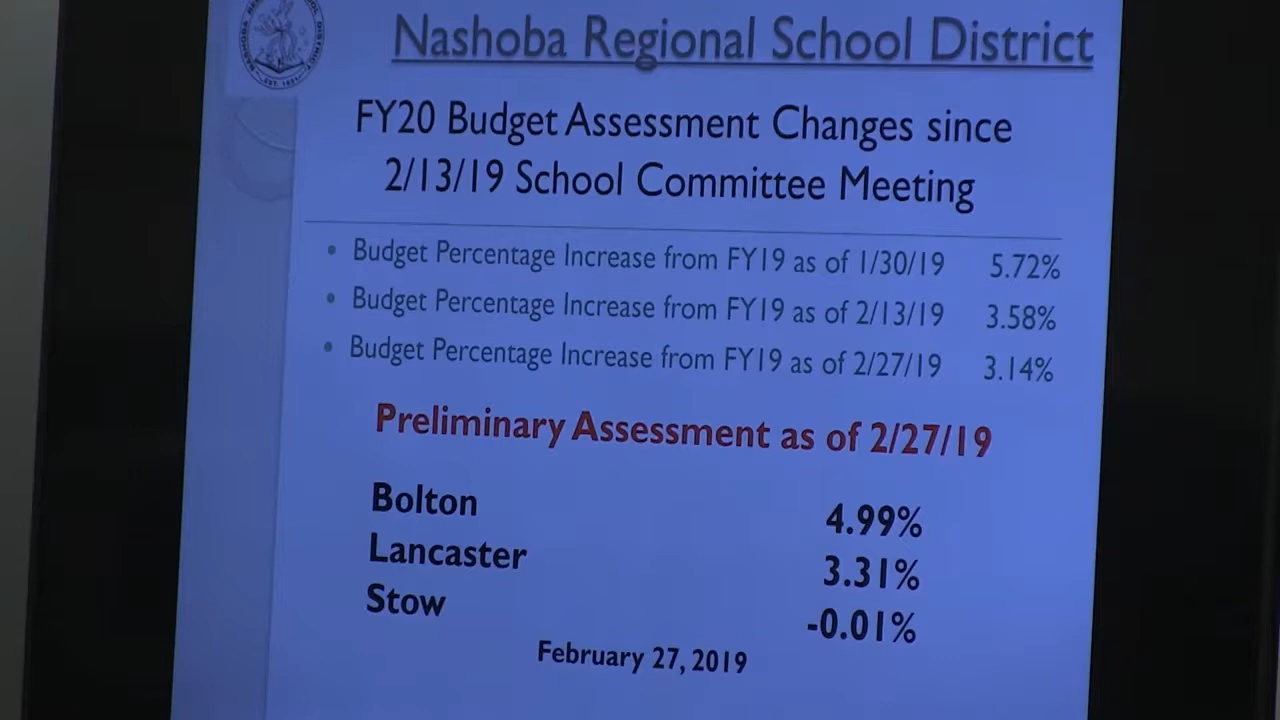 Nashoba Regional School District
FY20 Budget Assessment Changes since
2/13/19 School Committee Meeting
• Budget Percentage Increase from FY19 as of 1/30/19 5.72%
• Budget Percentage Increase from FY19 as of 2/13/19 3.58%
• Budget Percentage Increase from FY19 as of 2/27/19 3.14%
Preliminary Assessment as of 2/27/19
Bolton 4.99%
Lancaster 3.31%
Stow -0.01%
February 27, 2019